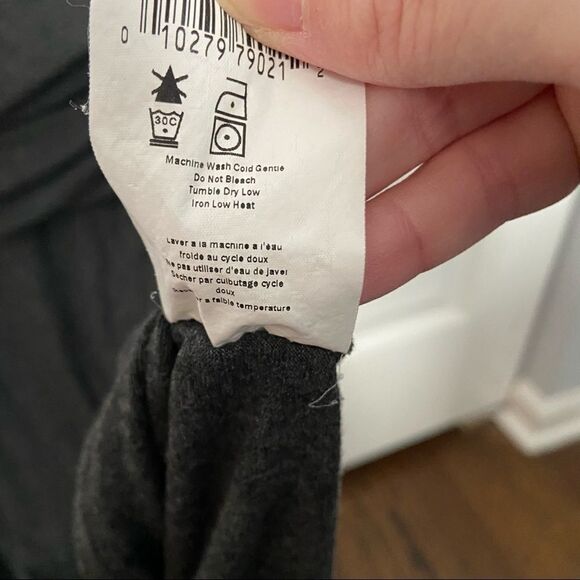 0 10279 79021 2
30C
Machine Wash Cold Gentle
Do Not Bleach
Tumble Dry Low
Iron Low Heat
Laver a la machine a l'eau
froide au cycle doux
Ne pas utiliser d'eau de javel
Secher par culbutage cycle
doux
a faible temperature